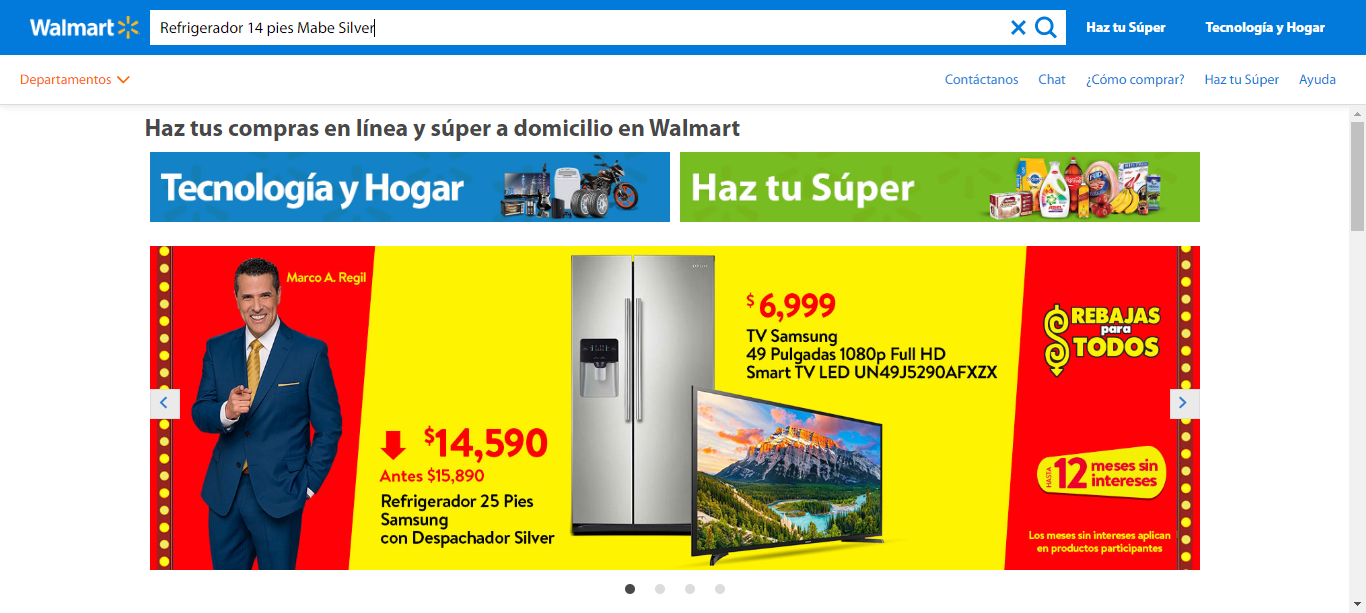 Walmart
Refrigerador 14 pies Mabe Silver
Haz tu Súper
Tecnología y Hogar
Departamentos
Contáctanos
Chat
¿Cómo comprar?
Haz tu Súper
Ayuda
Haz tus compras en línea y súper a domicilio en Walmart
Tecnología y Hogar
Haz tu Súper
Marco A. Regil
$14,590
Antes $15,890
Refrigerador 25 Pies
Samsung
con Despachador Silver
$6,999
TV Samsung
49 Pulgadas 1080p Full HD
Smart TV LED UN49J5290AFXZX
REBAJAS
para
TODOS
HASTA 12 meses sin
intereses
Los meses sin intereses aplican
en productos participantes